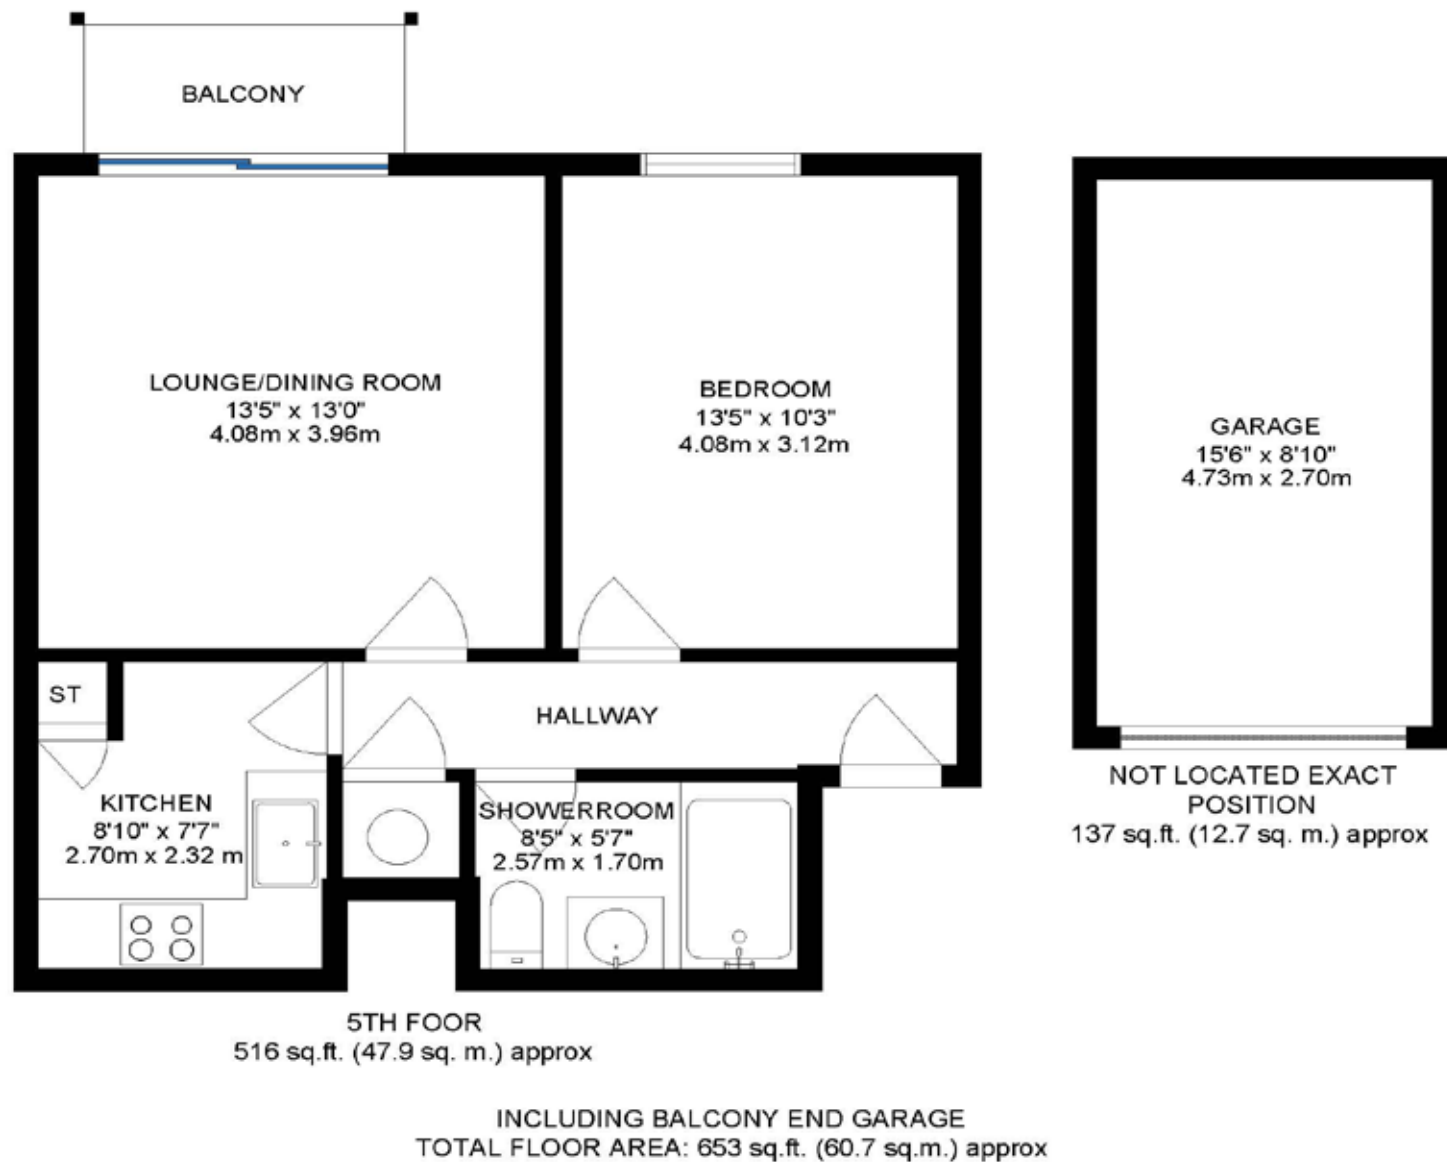 BALCONY
LOUNGE/DINING ROOM
13'5" x 13'0"
4.08m x 3.96m
BEDROOM
13'5" x 10'3"
4.08m x 3.12m
GARAGE
15'6" x 8'10"
4.73m x 2.70m
ST
HALLWAY
KITCHEN
8'10" x 7'7"
2.70m x 2.32 m
SHOWERROOM
8'5" x 5'7"
2.57m x 1.70m
NOT LOCATED EXACT
POSITION
137 sq.ft. (12.7 sq. m.) approx
5TH FOOR
516 sq.ft. (47.9 sq. m.) approx
INCLUDING BALCONY END GARAGE
TOTAL FLOOR AREA: 653 sq.ft. (60.7 sq.m.) approx